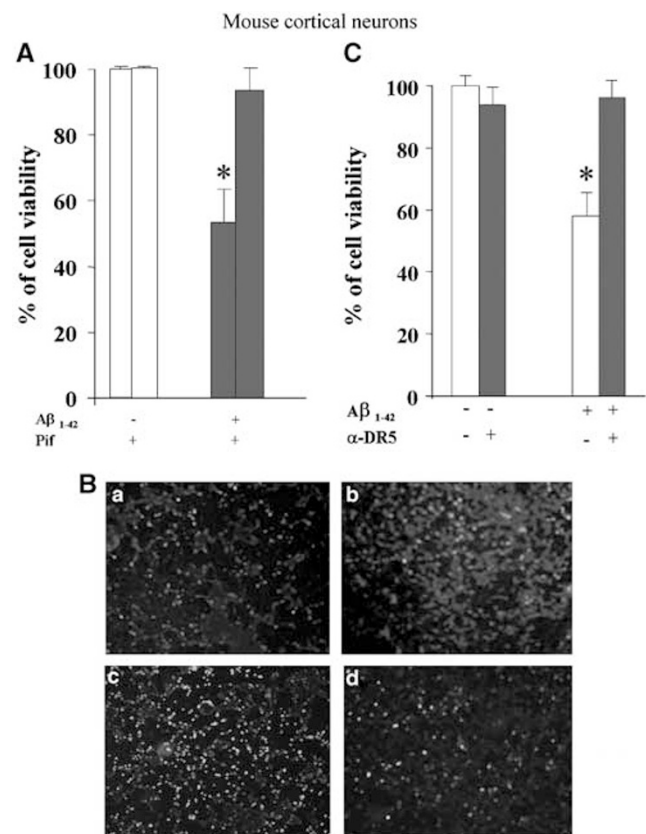 Mouse cortical neurons
A
% of cell viability
100
80
60
40
20
0
*
Aβ 1-42 - +
Pif + +
C
% of cell viability
100
80
60
40
20
0
*
Aβ 1-42 - - + +
α-DR5 - + - +
B
a
b
c
d